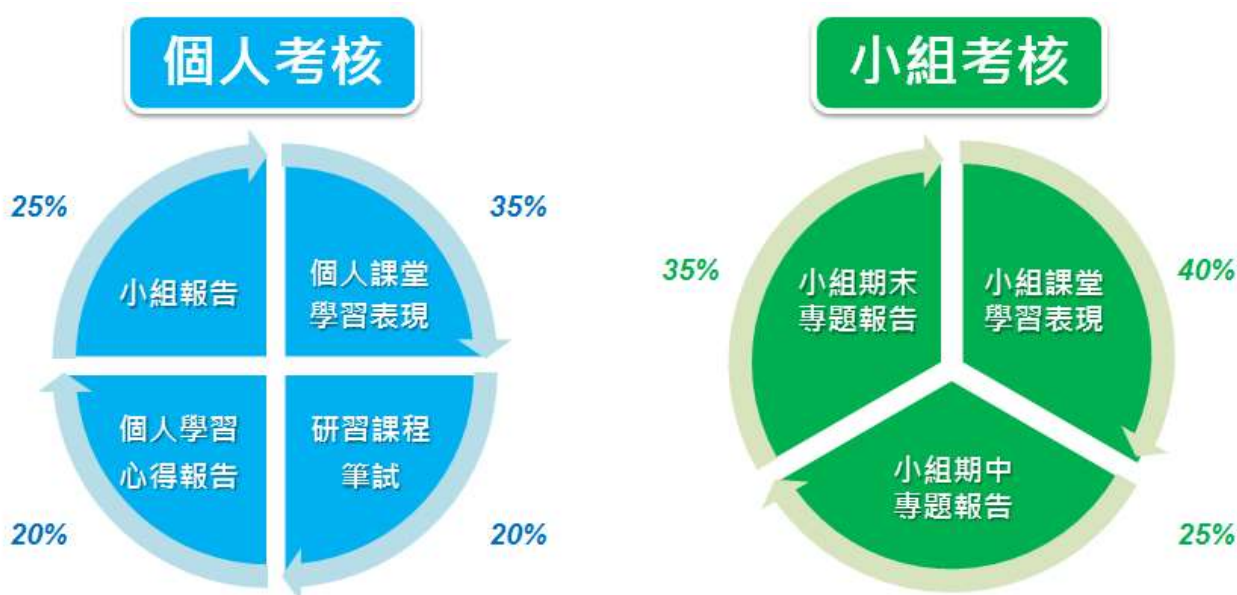 個人考核
25%
35%
小組報告
個人課堂
學習表現
個人學習
心得報告
研習課程
筆試
20%
20%
小組考核
35%
40%
小組期末
專題報告
小組課堂
學習表現
小組期中
專題報告
25%